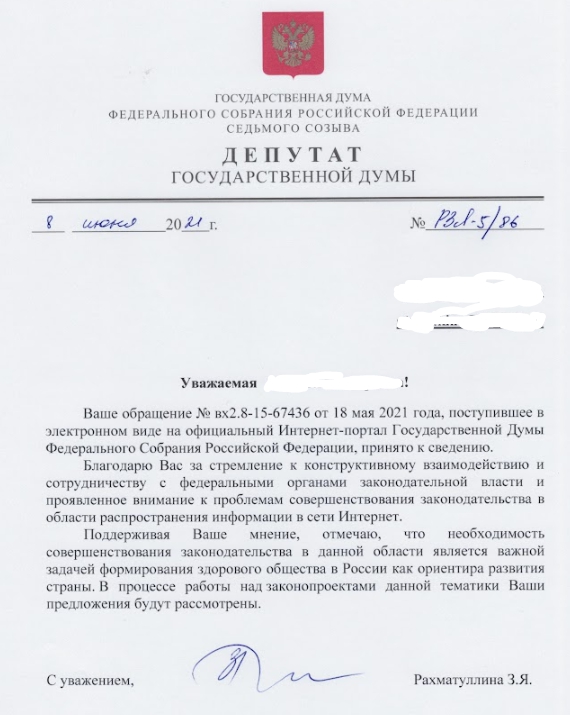 ГОСУДАРСТВЕННАЯ ДУМА
ФЕДЕРАЛЬНОГО СОБРАНИЯ РОССИЙСКОЙ ФЕДЕРАЦИИ
СЕДЬМОГО СОЗЫВА
ДЕПУТАТ
ГОСУДАРСТВЕННОЙ ДУМЫ
8 июня 2021 г. № РЗЯ-5/86
Уважаемая !
Ваше обращение № вх2.8-15-67436 от 18 мая 2021 года, поступившее в
электронном виде на официальный Интернет-портал Государственной Думы
Федерального Собрания Российской Федерации, принято к сведению.
Благодарю Вас за стремление к конструктивному взаимодействию и
сотрудничеству с федеральными органами законодательной власти и
проявленное внимание к проблемам совершенствования законодательства в
области распространения информации в сети Интернет.
Поддерживая Ваше мнение, отмечаю, что необходимость
совершенствования законодательства в данной области является важной
задачей формирования здорового общества в России как ориентира развития
страны. В процессе работы над законопроектами данной тематики Ваши
предложения будут рассмотрены.
С уважением, Рахматуллина З.Я.